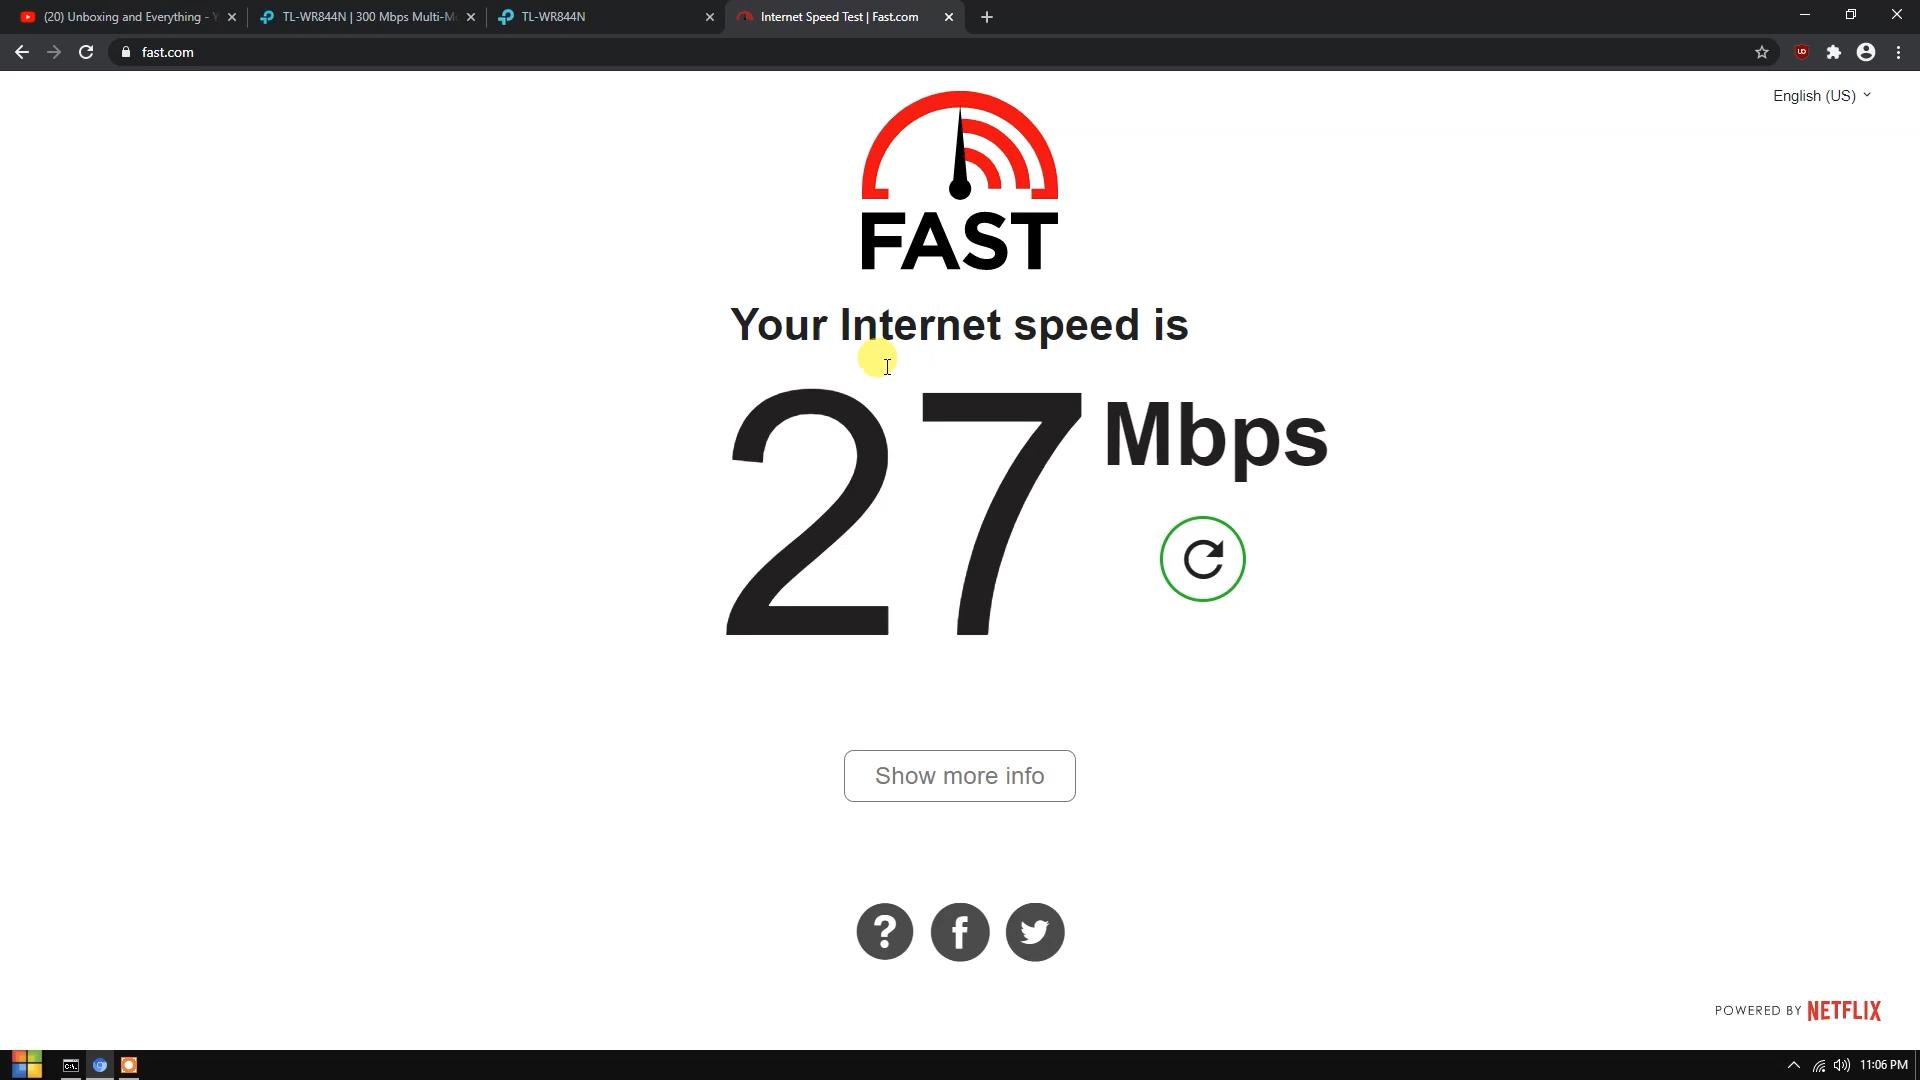 (20) Unboxing and Everything - Y
TL-WR844N | 300 Mbps Multi-Mo
TL-WR844N
Internet Speed Test | Fast.com
fast.com
English (US)
FAST
Your Internet speed is
27 Mbps
Show more info
POWERED BY NETFLIX
11:06 PM